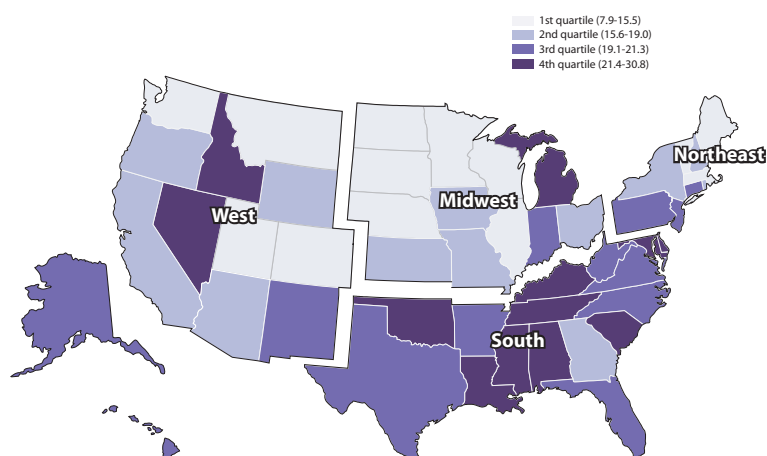 1st quartile (7.9-15.5)
2nd quartile (15.6-19.0)
3rd quartile (19.1-21.3)
4th quartile (21.4-30.8)
Northeast
Midwest
West
South